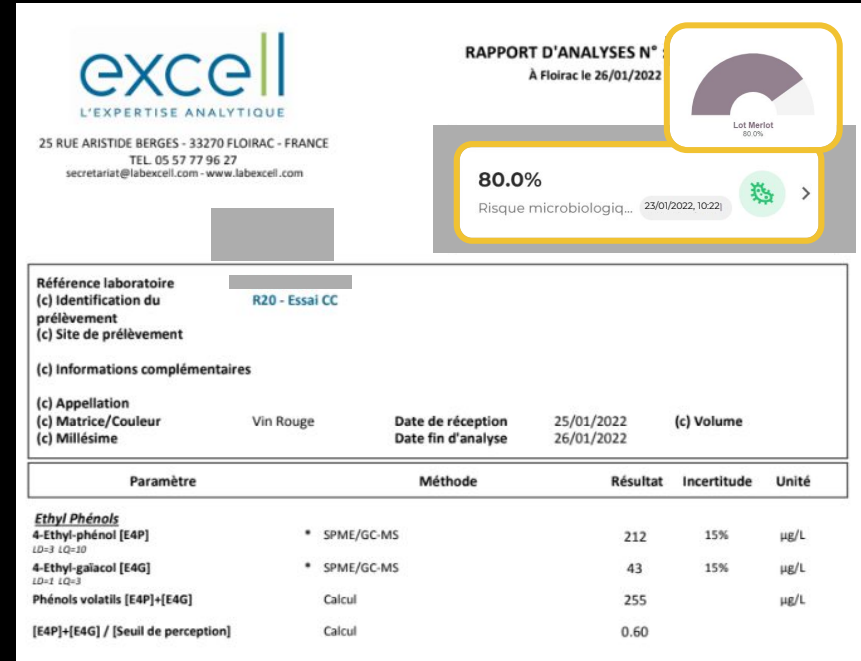 excell
L'EXPERTISE ANALYTIQUE
25 RUE ARISTIDE BERGES - 33270 FLOIRAC - FRANCE
TEL. 05 57 77 96 27
secretariat@labexcell.com - www.labexcell.com
RAPPORT D'ANALYSES N° :
À Floirac le 26/01/2022
Lot Merlot
80.0%
80.0%
Risque microbiologiq... 23/01/2022, 10:22
Référence laboratoire
(c) Identification du prélèvement R20 - Essai CC
(c) Site de prélèvement
(c) Informations complémentaires
(c) Appellation
(c) Matrice/Couleur Vin Rouge Date de réception 25/01/2022 (c) Volume
(c) Millésime Date fin d'analyse 26/01/2022
Paramètre Méthode Résultat Incertitude Unité
Ethyl Phénols
4-Ethyl-phénol [E4P] * SPME/GC-MS 212 15% µg/L
LD=3 LQ=10
4-Ethyl-gaïacol [E4G] * SPME/GC-MS 43 15% µg/L
LD=1 LQ=3
Phénols volatils [E4P]+[E4G] Calcul 255 µg/L
[E4P]+[E4G] / [Seuil de perception] Calcul 0.60